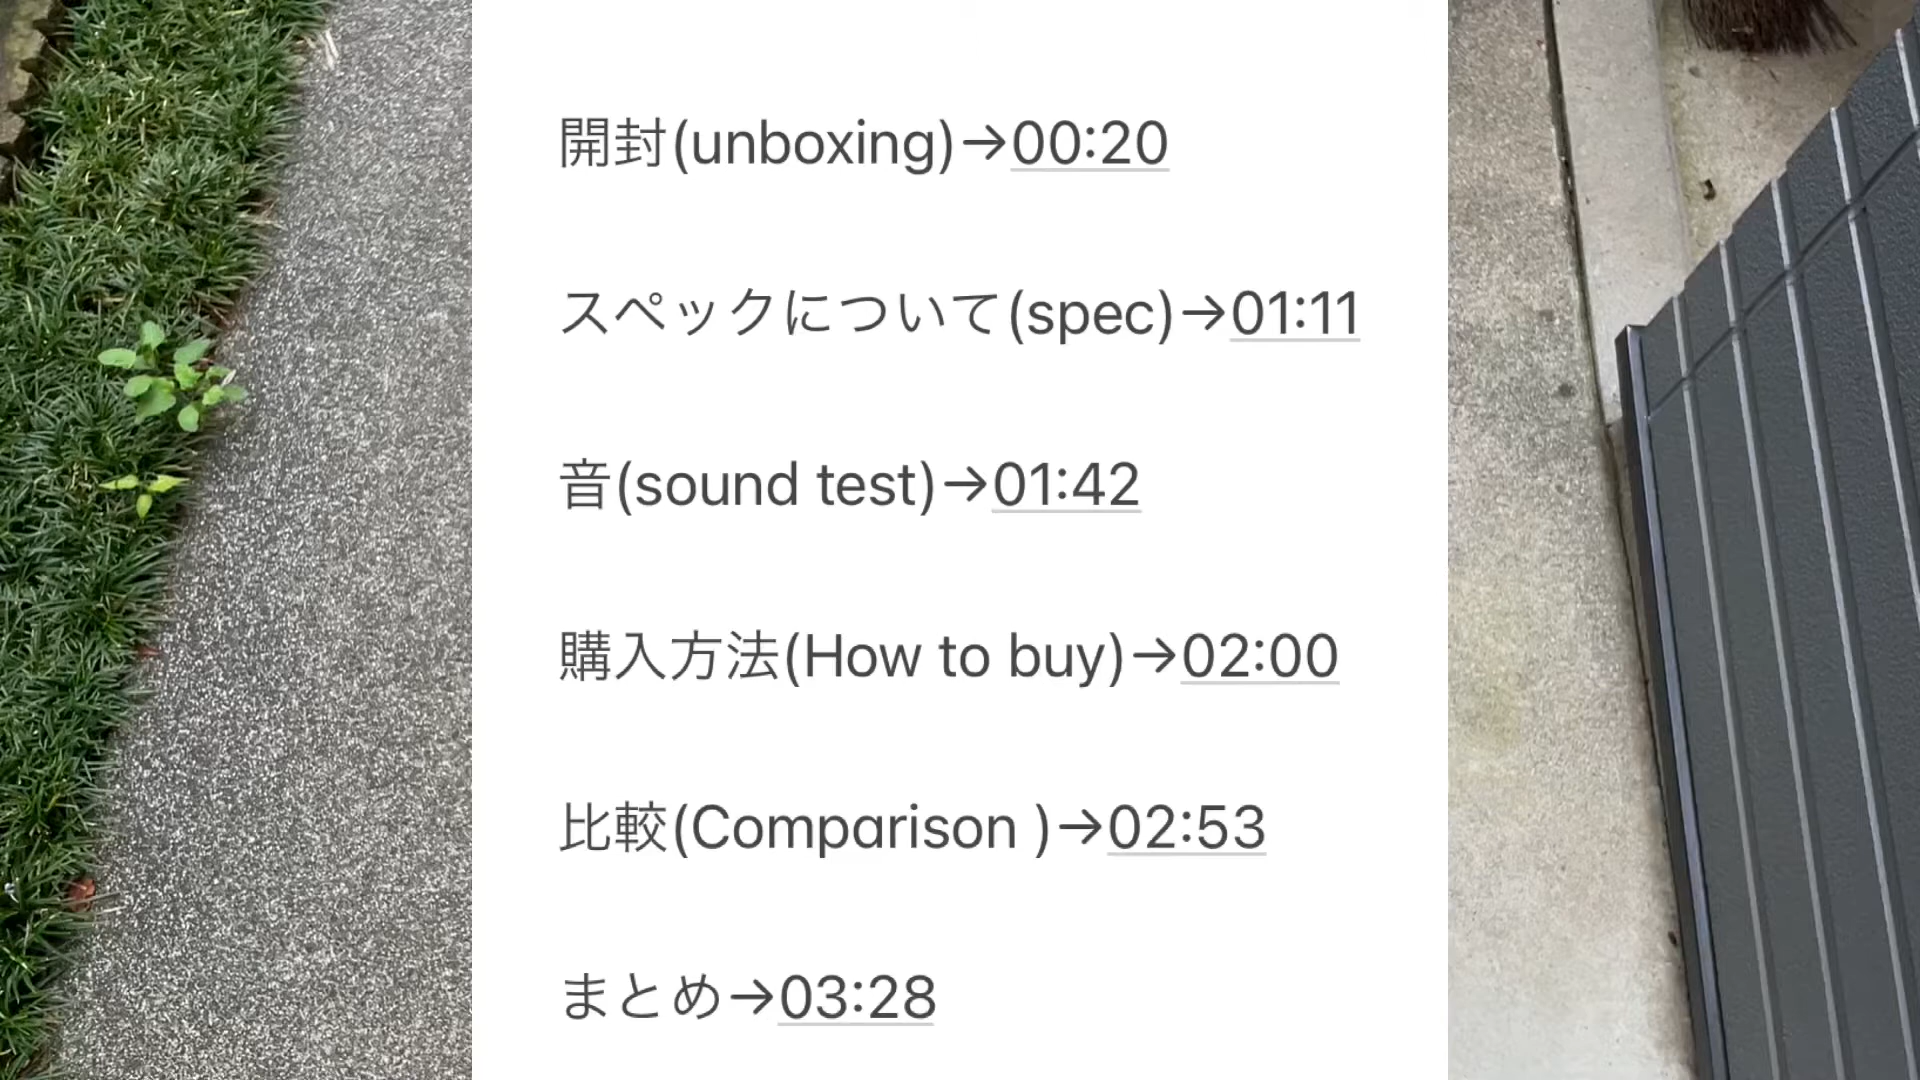 開封(unboxing)→00:20
スペックについて(spec)→01:11
音(sound test)→01:42
購入方法(How to buy)→02:00
比較(Comparison )→02:53
まとめ→03:28